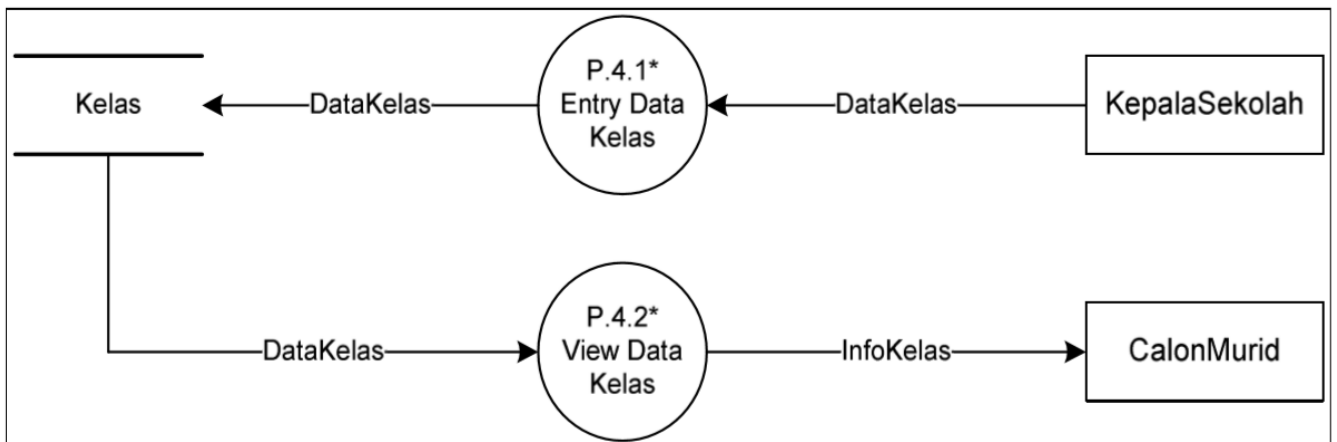 Kelas
DataKelas
P.4.1*
Entry Data
Kelas
DataKelas
KepalaSekolah
DataKelas
P.4.2*
View Data
Kelas
InfoKelas
CalonMurid